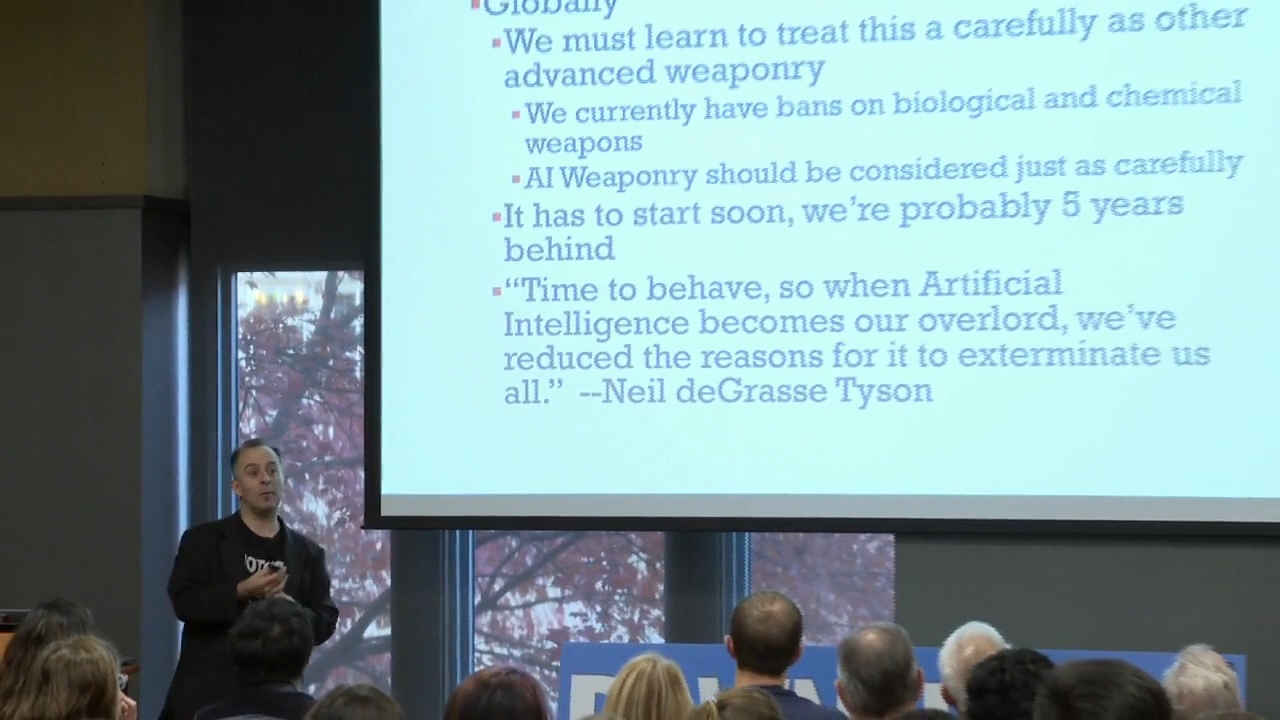 Globally
We must learn to treat this a carefully as other
advanced weaponry
We currently have bans on biological and chemical
weapons
AI Weaponry should be considered just as carefully
It has to start soon, we're probably 5 years
behind
“Time to behave, so when Artificial
Intelligence becomes our overlord, we've
reduced the reasons for it to exterminate us
all.” --Neil deGrasse Tyson